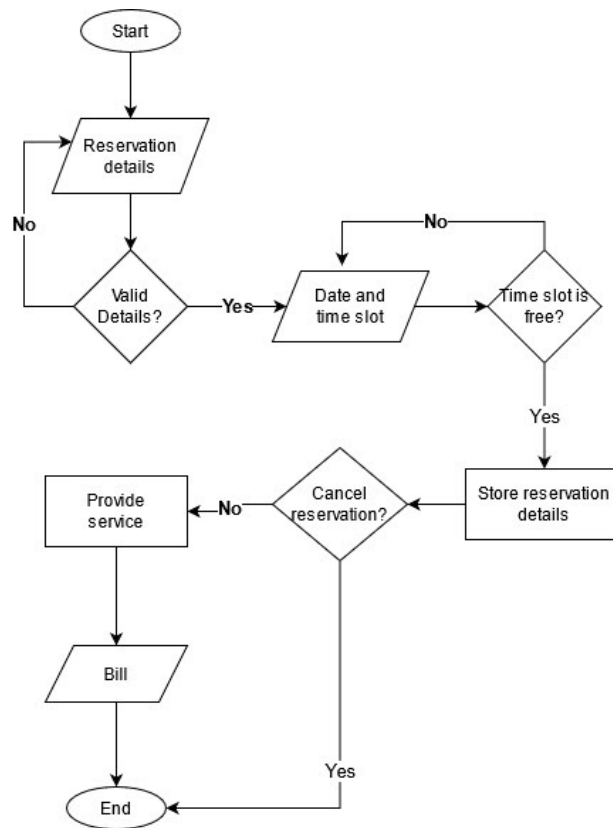 Start
Reservation
details
No
Valid
Details?
Yes
Date and
time slot
No
Time slot is
free?
Yes
Store reservation
details
Cancel
reservation?
No
Provide
service
Bill
Yes
End